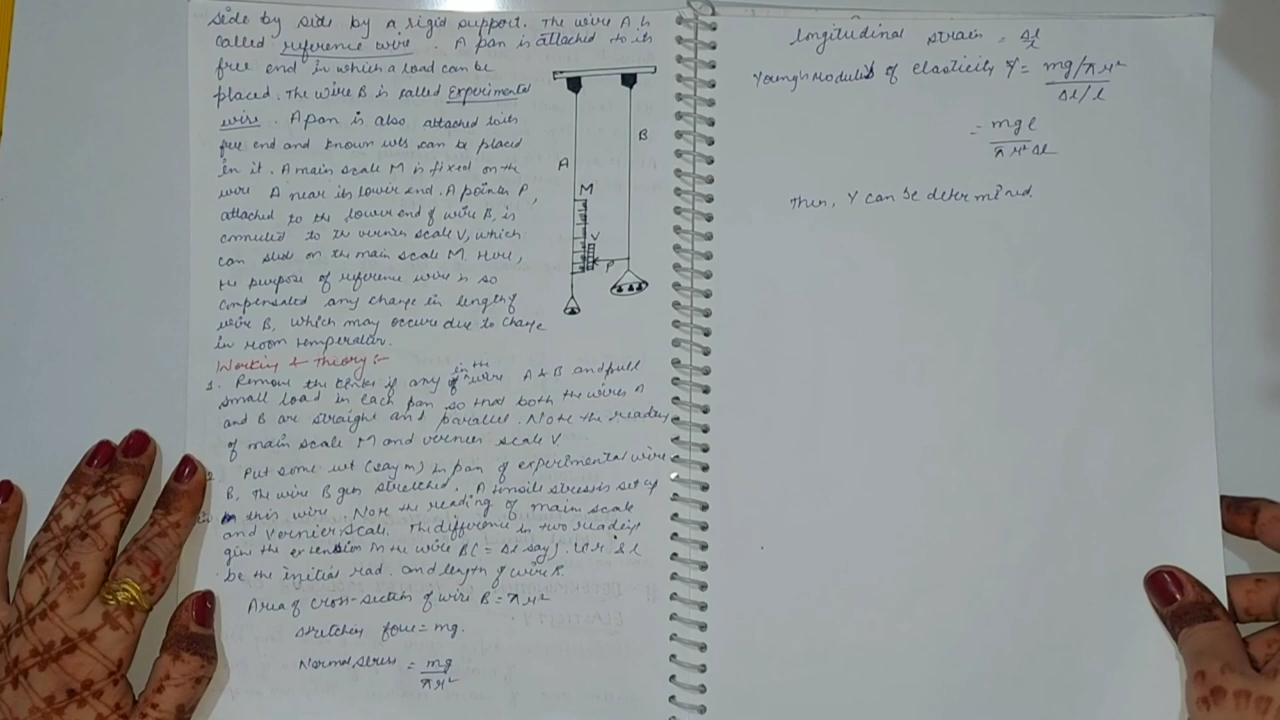 side by side by a rigid support. The wire A is
called reference wire. A pan is attached to its
free end in which a load can be
placed. The wire B is called Experimental
wire. A pan is also attached with
free end and known wts can be placed
in it. A main scale M is fixed on the
wire A near its lower end. A pointer P,
attached to the lower end of wire B, is
connected to the vernier scale V, which
can slide on the main scale M. Here,
the purpose of reference wire is so
compensated any change in length of
wire B, which may occure due to change
in room temperature.
A
B
M
V
P
Working & Theory:-
1. Remove the kinks if any in the wire A & B and put
small load in each pan so that both the wires A
and B are straight and parallel. Note the reading
of main scale M and vernier scale V
2. Put some wt (say m) in pan of experimental wire
B. The wire B gets stretched. A tensile stress is set up
in this wire. Note the reading of main scale
and vernier scale. The difference in two readings
give the extension in the wire B (= Δl say). Let r & l
be the initial rad. and length of wire B.
Area of cross-section of wire B = πr²
Stretching force = mg.
Normal stress = mg/πr²
longitudinal strain = Δl/l
Young's Modulus of elasticity Y = mg/πr² / Δl/l
= mgl/πr²Δl
Then, Y can be determined.